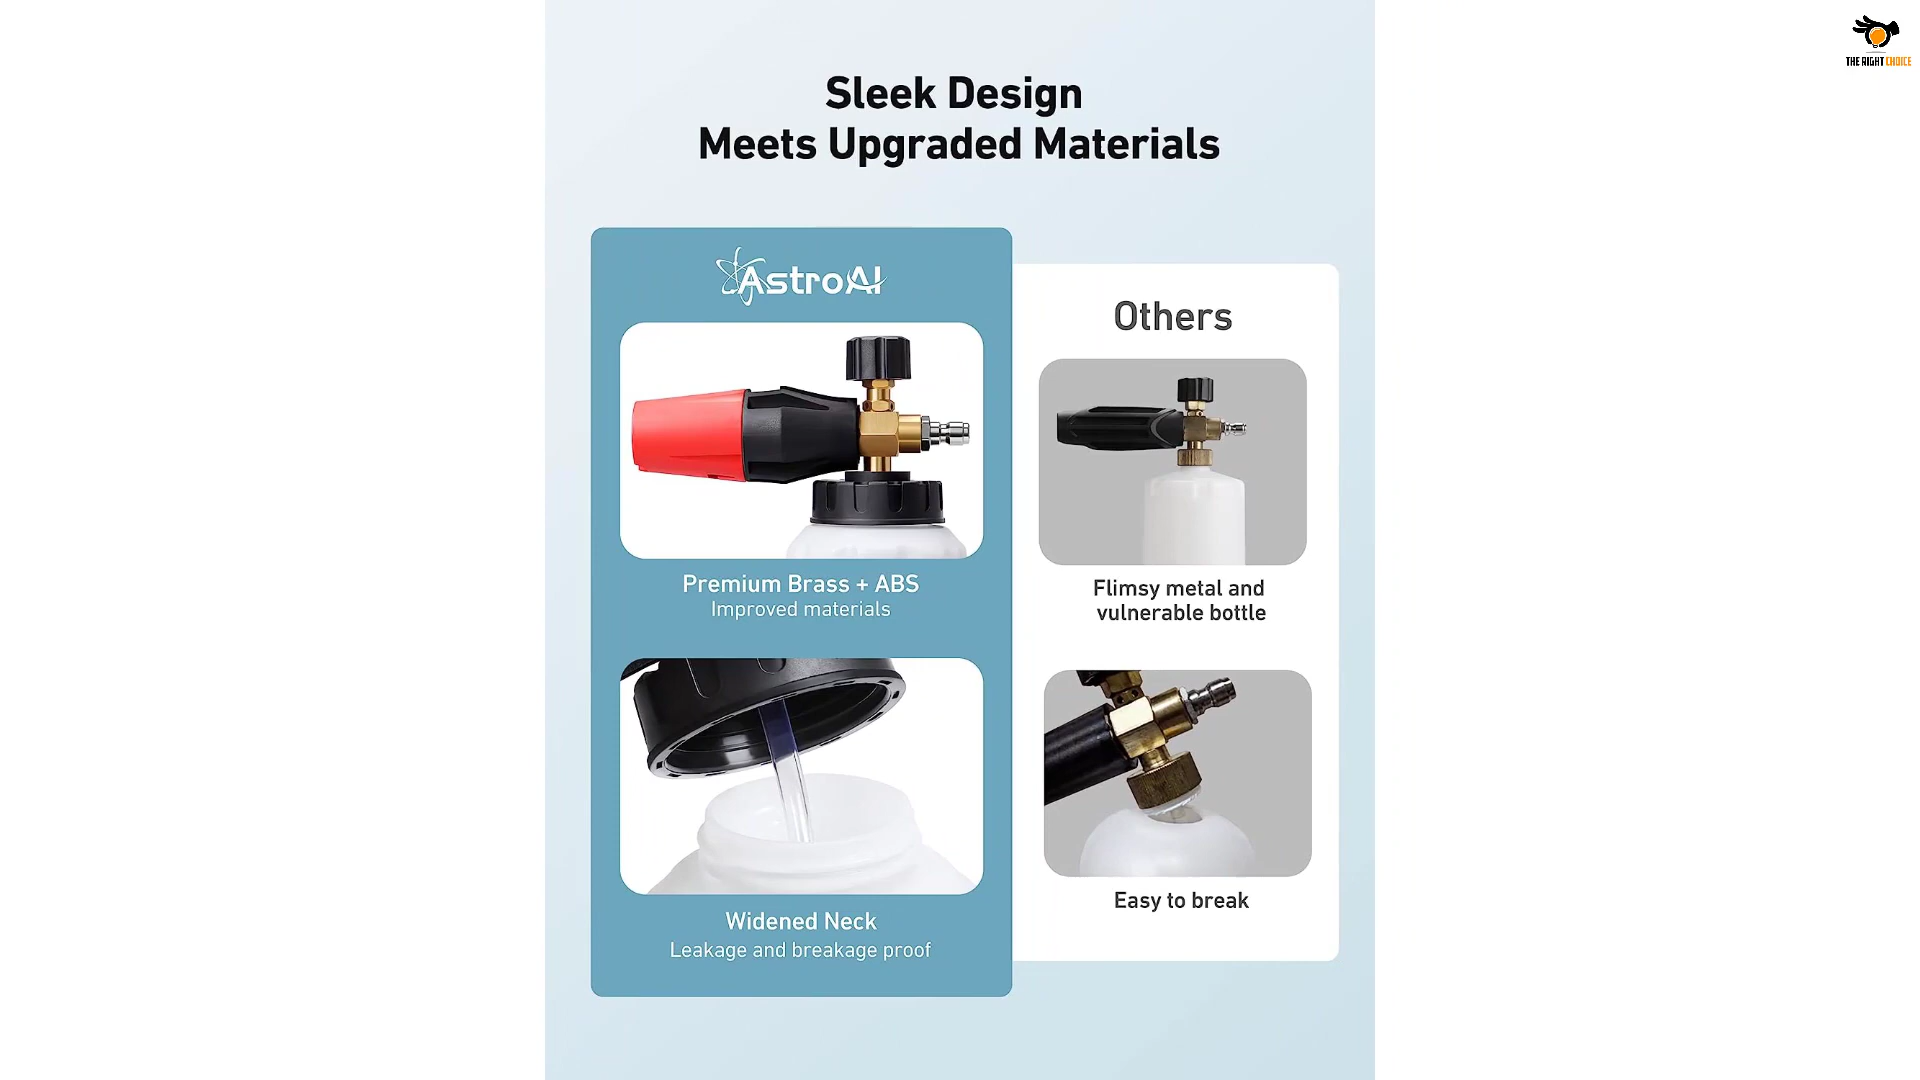 THE RIGHT CHOICE
Sleek Design
Meets Upgraded Materials
AstroAI
Premium Brass + ABS
Improved materials
Widened Neck
Leakage and breakage proof
Others
Flimsy metal and
vulnerable bottle
Easy to break